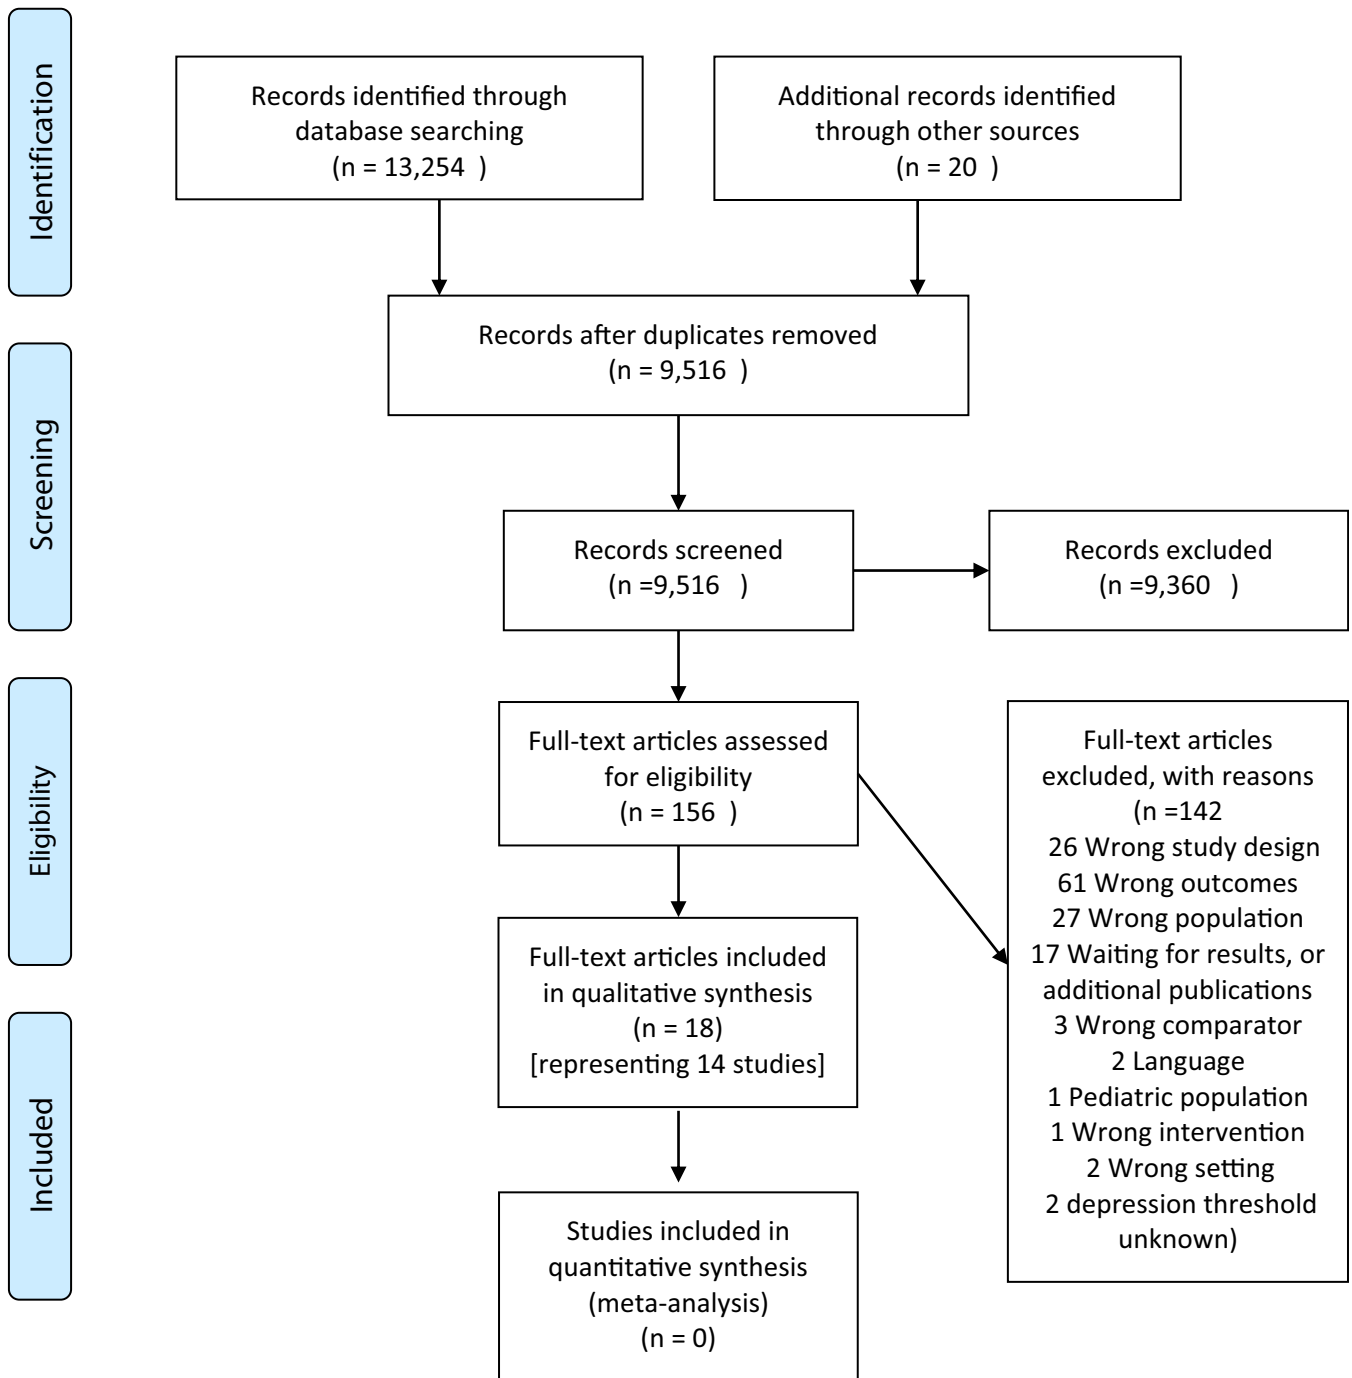 Identification
Records identified through
database searching
(n = 13,254  )
Additional records identified
through other sources
(n = 20  )
Records after duplicates removed
(n = 9,516  )
Screening
Records screened
(n =9,516   )
Records excluded
(n =9,360   )
Eligibility
Full-text articles assessed
for eligibility
(n = 156  )
Full-text articles
excluded, with reasons
(n =142
26 Wrong study design
61 Wrong outcomes
27 Wrong population
17 Waiting for results, or
additional publications
3 Wrong comparator
2 Language
1 Pediatric population
1 Wrong intervention
2 Wrong setting
2 depression threshold
unknown)
Full-text articles included
in qualitative synthesis
(n = 18)
[representing 14 studies]
Included
Studies included in
quantitative synthesis
(meta-analysis)
(n = 0)